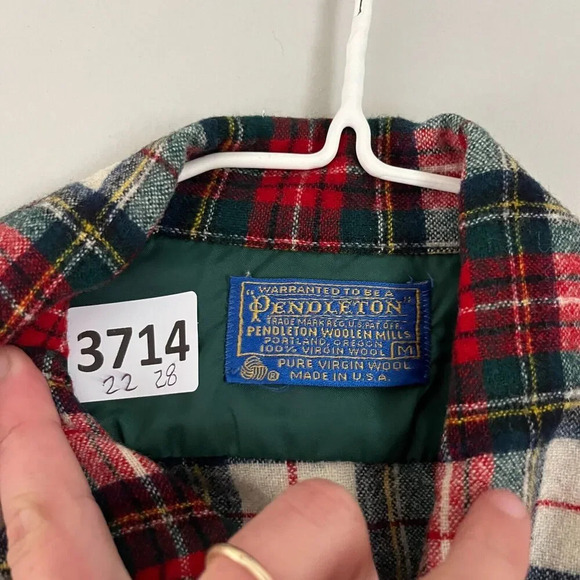 3714
22 28
"WARRANTED TO BE A
PENDLETON"
TRADE MARK REG. U.S. PAT. OFF.
PENDLETON WOOLEN MILLS
PORTLAND, OREGON
100% VIRGIN WOOL M
PURE VIRGIN WOOL
® MADE IN U.S.A.